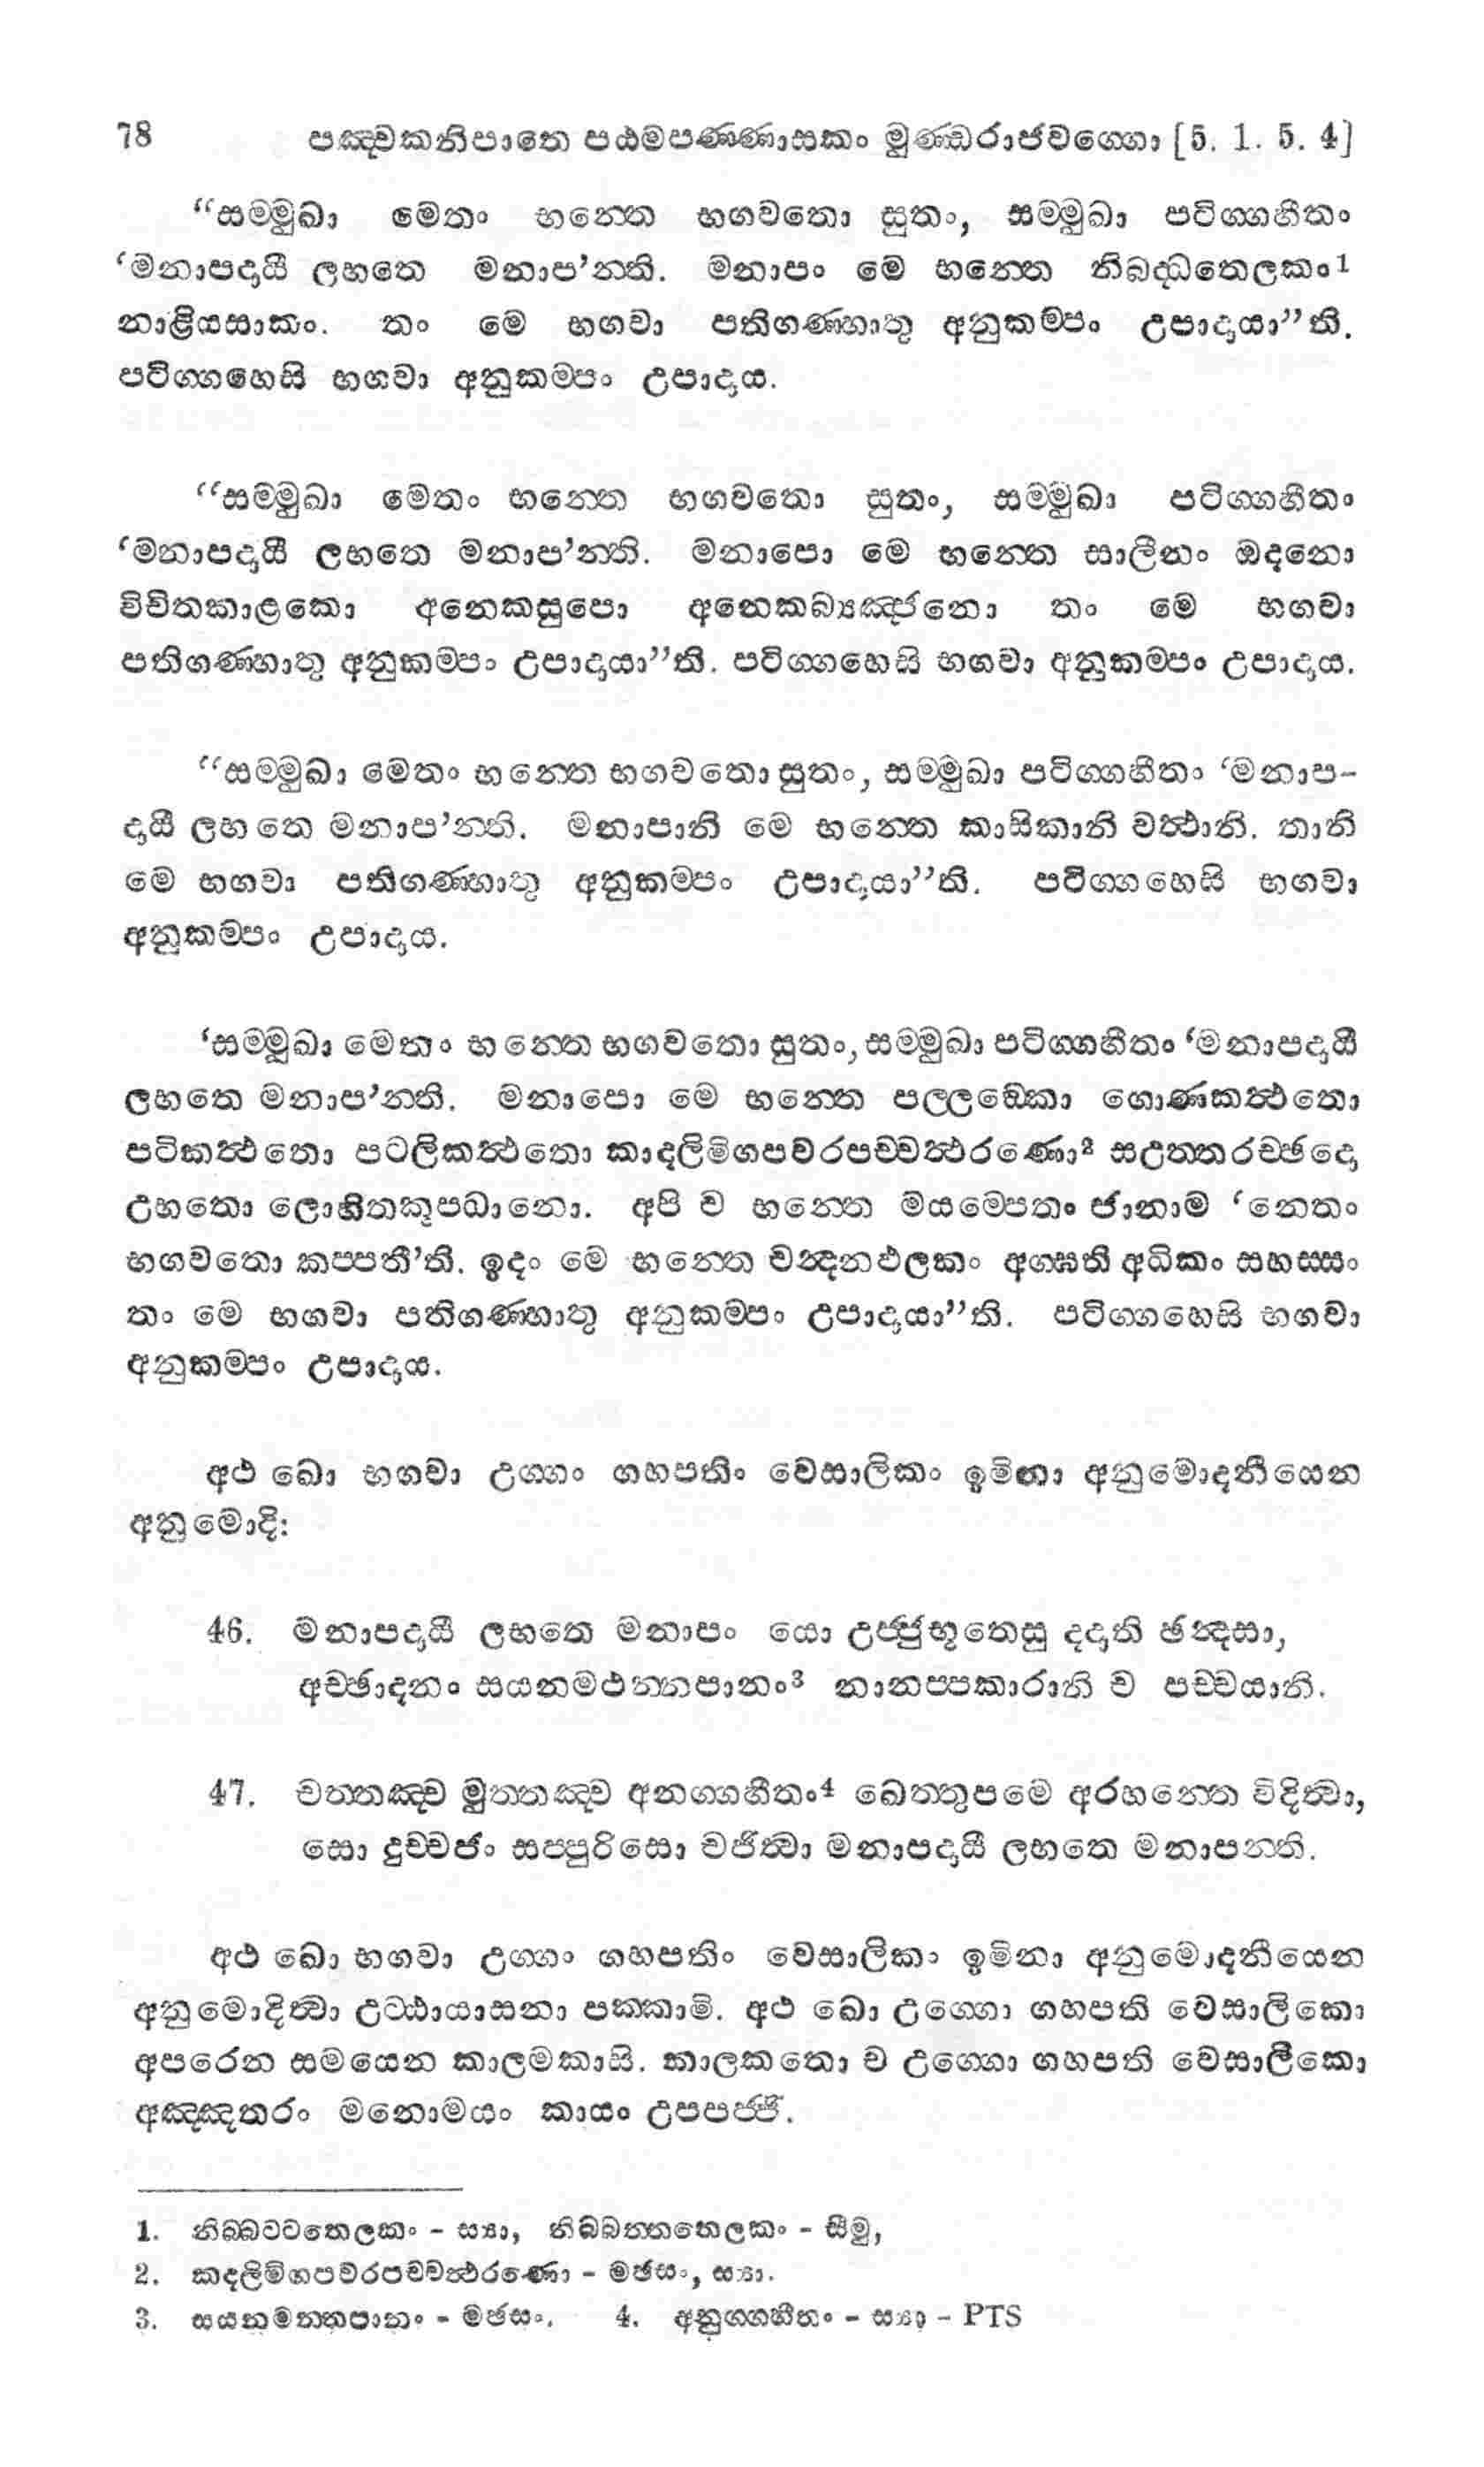 78 පඤ්චකනිපාතෙ පඨමපණ්ණාසකං මුණ්ඩරාජවග්ගො [5. 1. 5. 4]
“සම්මුඛා මෙතං භන්තෙ භගවතො සුතං, සම්මුඛා පටිග්ගහීතං
‘මනාපදායී ලභතෙ මනාප’න්ති. මනාපං මෙ භන්තෙ නිබද්ධතෙලකං1
නාළියසාකං. තං මෙ භගවා පතිගණ්හාතු අනුකම්පං උපාදායා”ති.
පටිග්ගහෙසි භගවා අනුකම්පං උපාදාය.
“සම්මුඛා මෙතං භන්තෙ භගවතො සුතං, සම්මුඛා පටිග්ගහීතං
‘මනාපදායී ලභතෙ මනාප’න්ති. මනාපො මෙ භන්තෙ සාලීනං ඔදනො
විචිතකාළකො අනෙකසුපො අනෙකබ්‍යඤ්ජනො තං මෙ භගවා
පතිගණ්හාතු අනුකම්පං උපාදායා”ති. පටිග්ගහෙසි භගවා අනුකම්පං උපාදාය.
“සම්මුඛා මෙතං භන්තෙ භගවතො සුතං, සම්මුඛා පටිග්ගහීතං ‘මනාප-
දායී ලභතෙ මනාප’න්ති. මනාපානි මෙ භන්තෙ කාසිකානි වත්ථානි. තානි
මෙ භගවා පතිගණ්හාතු අනුකම්පං උපාදායා”ති. පටිග්ගහෙසි භගවා
අනුකම්පං උපාදාය.
‘සම්මුඛා මෙතං භන්තෙ භගවතො සුතං, සම්මුඛා පටිග්ගහීතං ‘මනාපදායී
ලභතෙ මනාප’න්ති. මනාපො මෙ භන්තෙ පල්ලඞ්කො ගොණකත්ථතො
පටිකත්ථතො පටලිකත්ථතො කාදලිමිගපවරපච්චත්ථරණො2 සඋත්තරච්ඡදො
උභතො ලොහිතකූපධානො. අපි ච භන්තෙ මයම්පෙතං ජානාම ‘නෙතං
භගවතො කප්පතී’ති. ඉදං මෙ භන්තෙ චන්දනඵලකං අග්ඝති අධිකං සහස්සං
තං මෙ භගවා පතිගණ්හාතු අනුකම්පං උපාදායා”ති. පටිග්ගහෙසි භගවා
අනුකම්පං උපාදාය.
අථ ඛො භගවා උග්ගං ගහපතිං වෙසාලිකං ඉමිනා අනුමොදනීයෙන
අනුමොදි:
46. මනාපදායී ලභතෙ මනාපං යො උජ්ජුභූතෙසු දදාති ඡන්දසා,
අච්ඡාදනං සයනමථන්නපානං3 නානප්පකාරානි ච පච්චයානි.
47. චත්තඤ්ච මුත්තඤ්ච අනග්ගහීතං4 ඛෙත්තූපමෙ අරහන්තෙ විදිත්වා,
සො දුච්චජං සප්පුරිසො චජිත්වා මනාපදායී ලභතෙ මනාපන්ති.
අථ ඛො භගවා උග්ගං ගහපතිං වෙසාලිකං ඉමිනා අනුමොදනීයෙන
අනුමොදිත්වා උට්ඨායාසනා පක්කාමි. අථ ඛො උග්ගො ගහපති වෙසාලිකො
අපරෙන සමයෙන කාලමකාසි. කාලකතො ච උග්ගො ගහපති වෙසාලිකො
අඤ්ඤතරං මනොමයං කායං උපපජ්ජි.
1. නිබ්බට්ටතෙලකං - ස්‍යා, නිබ්බත්තතෙලකං - සීමු,
2. කදලිමිගපවරපච්චත්ථරණො - මඡසං, ස්‍යා.
3. සයනමන්නපානං - මඡසං. 4. අනුග්ගහීතං - ස්‍යා - PTS